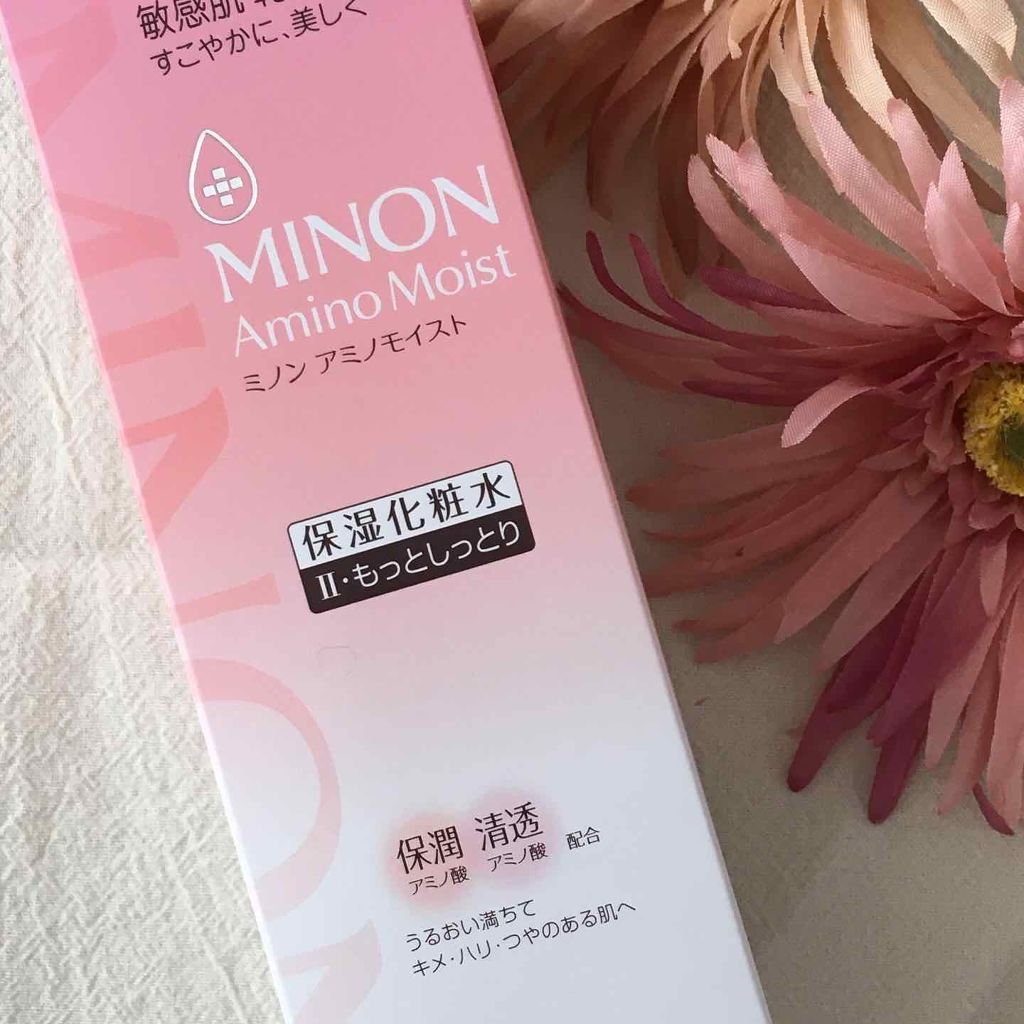 敏感肌
すこやかに、美しく
MINON
Amino Moist
ミノン アミノモイスト
保湿化粧水
II・もっとしっとり
保潤 清透 配合
アミノ酸 アミノ酸
うるおい満ちて
キメ・ハリ・つやのある肌へ
MINON